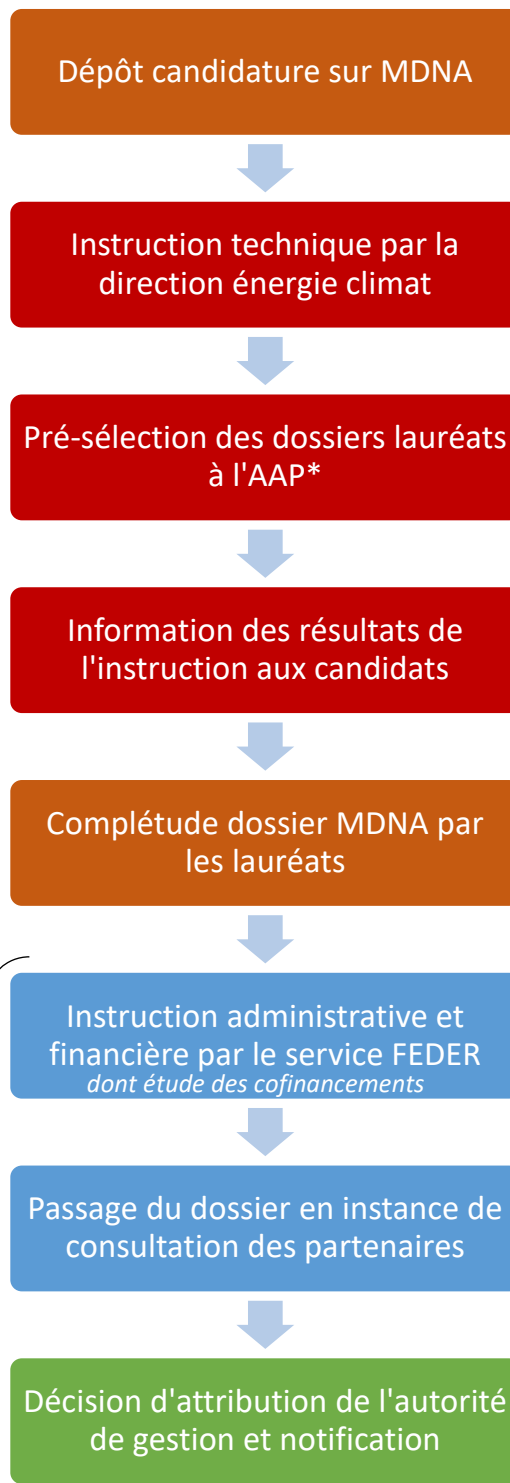 Dépôt candidature sur MDNA
Instruction technique par la
direction énergie climat
Pré-sélection des dossiers lauréats
à l'AAP*
Information des résultats de
l'instruction aux candidats
Complétude dossier MDNA par
les lauréats
Instruction administrative et
financière par le service FEDER
dont étude des cofinancements
Passage du dossier en instance de
consultation des partenaires
Décision d'attribution de l'autorité
de gestion et notification